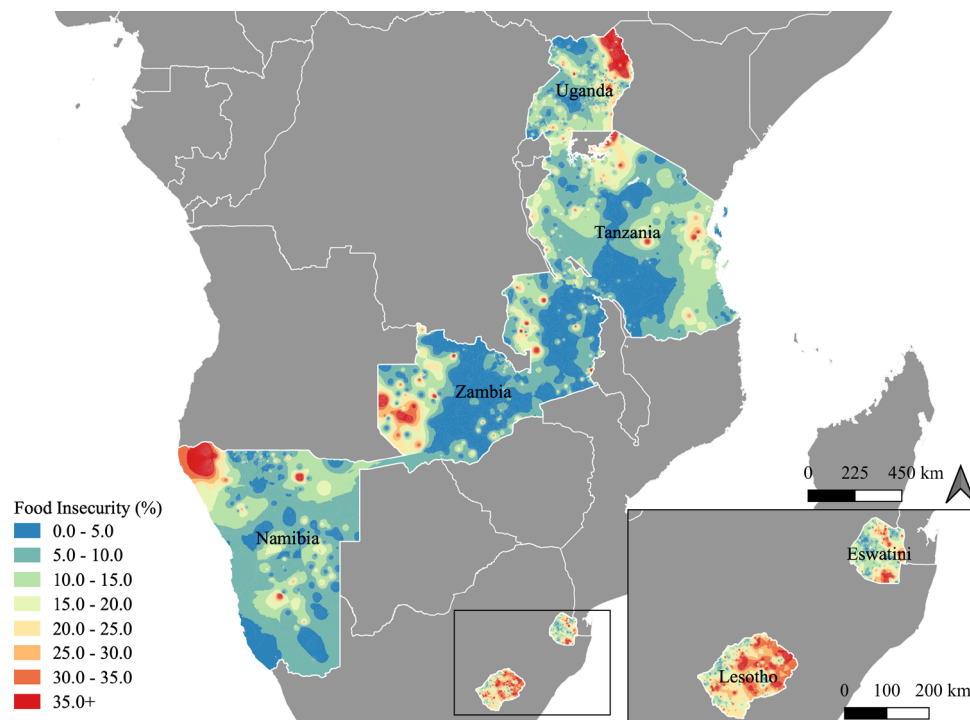 Uganda
Tanzania
Zambia
Namibia
0 225 450 km
Food Insecurity (%)
0.0 - 5.0
5.0 - 10.0
10.0 - 15.0
15.0 - 20.0
20.0 - 25.0
25.0 - 30.0
30.0 - 35.0
35.0+
Eswatini
Lesotho
0 100 200 km